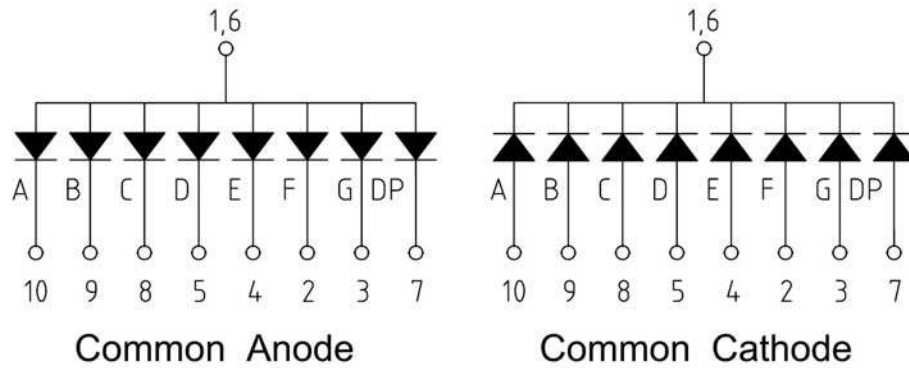 1,6 1,6
A B C D E F G DP A B C D E F G DP
10 9 8 5 4 2 3 7 10 9 8 5 4 2 3 7
Common Anode Common Cathode